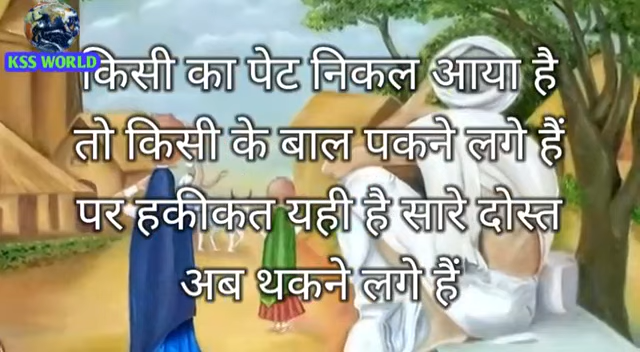 KSS WORLD
किसी का पेट निकल आया है
तो किसी के बाल पकने लगे हैं
पर हकीकत यही है सारे दोस्त
अब थकने लगे हैं